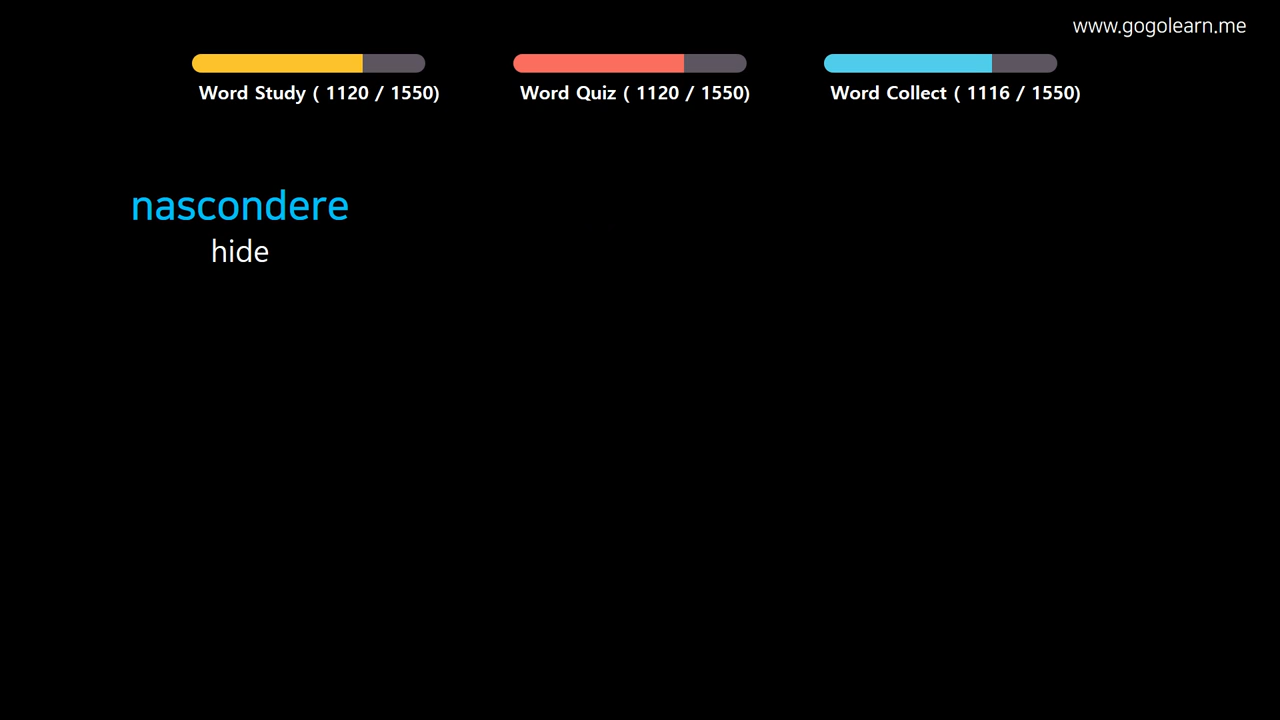 www.gogolearn.me
Word Study ( 1120 / 1550)
Word Quiz ( 1120 / 1550)
Word Collect ( 1116 / 1550)
nascondere
hide